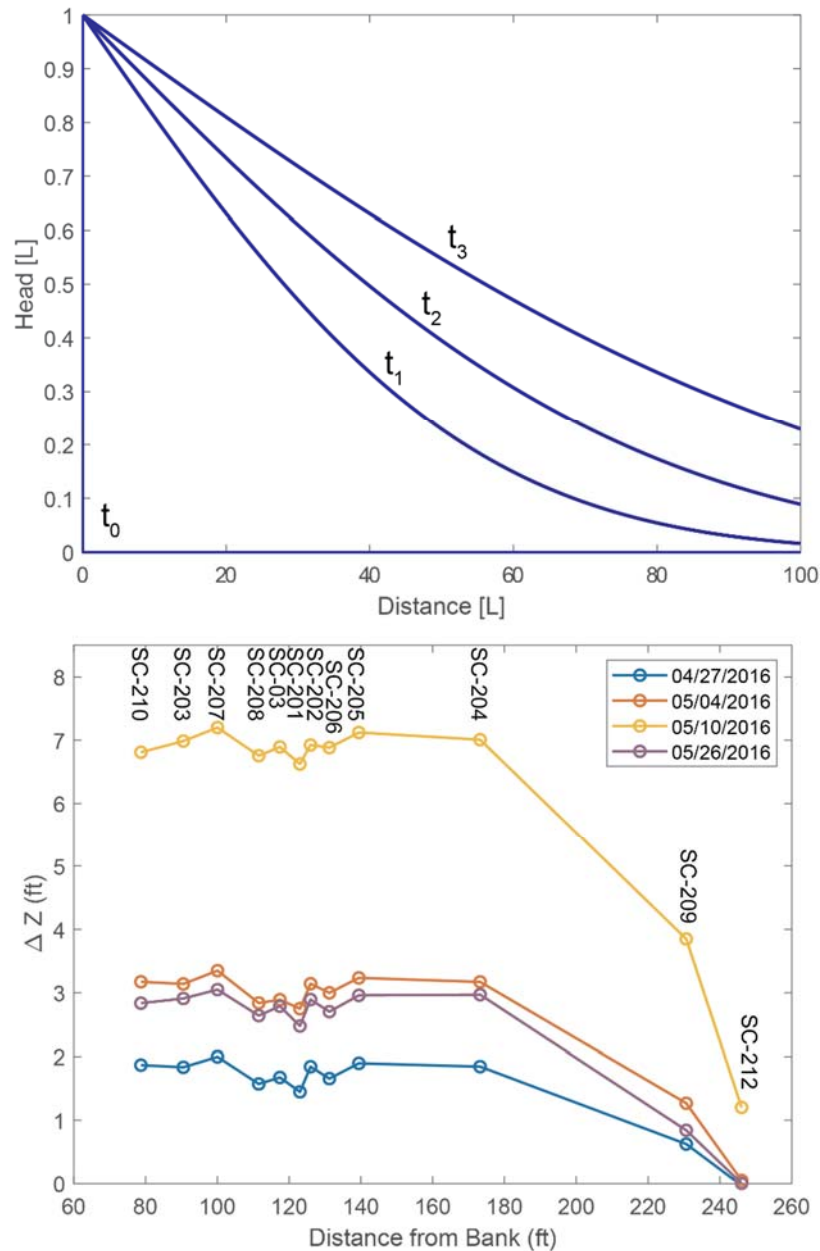 1
0.9
0.8
0.7
0.6
0.5
0.4
0.3
0.2
0.1
0
Head [L]
t0
t1
t2
t3
0 20 40 60 80 100
Distance [L]
8
7
6
5
4
3
2
1
0
Δ Z (ft)
SC-210
SC-203
SC-207
SC-208
SC-03
SC-201
SC-202
SC-206
SC-205
SC-204
SC-209
SC-212
04/27/2016
05/04/2016
05/10/2016
05/26/2016
60 80 100 120 140 160 180 200 220 240 260
Distance from Bank (ft)